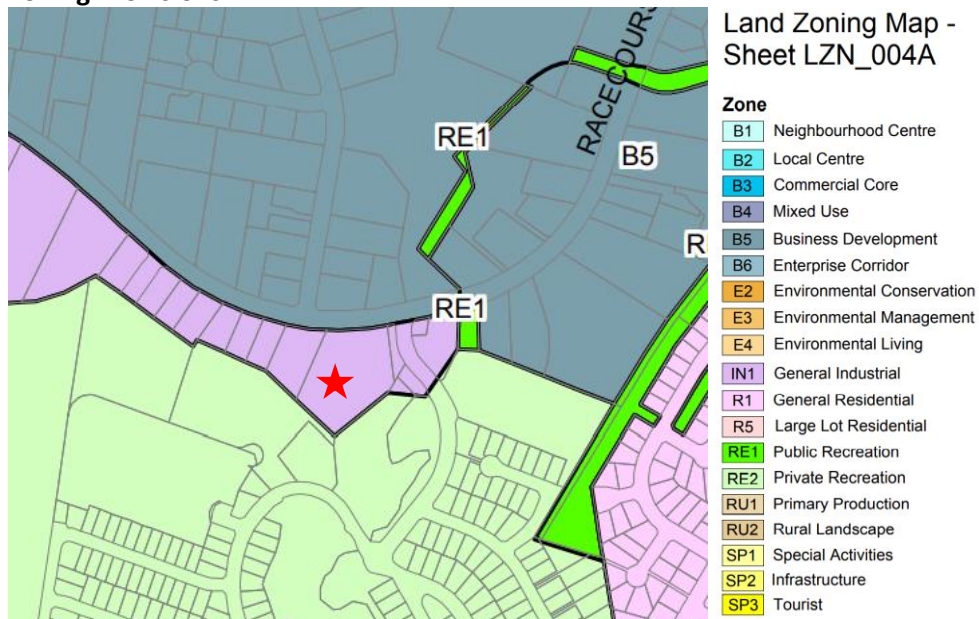 RACECOURS
RE1
B5
R
RE1
Land Zoning Map -
Sheet LZN_004A
Zone
B1 Neighbourhood Centre
B2 Local Centre
B3 Commercial Core
B4 Mixed Use
B5 Business Development
B6 Enterprise Corridor
E2 Environmental Conservation
E3 Environmental Management
E4 Environmental Living
IN1 General Industrial
R1 General Residential
R5 Large Lot Residential
RE1 Public Recreation
RE2 Private Recreation
RU1 Primary Production
RU2 Rural Landscape
SP1 Special Activities
SP2 Infrastructure
SP3 Tourist